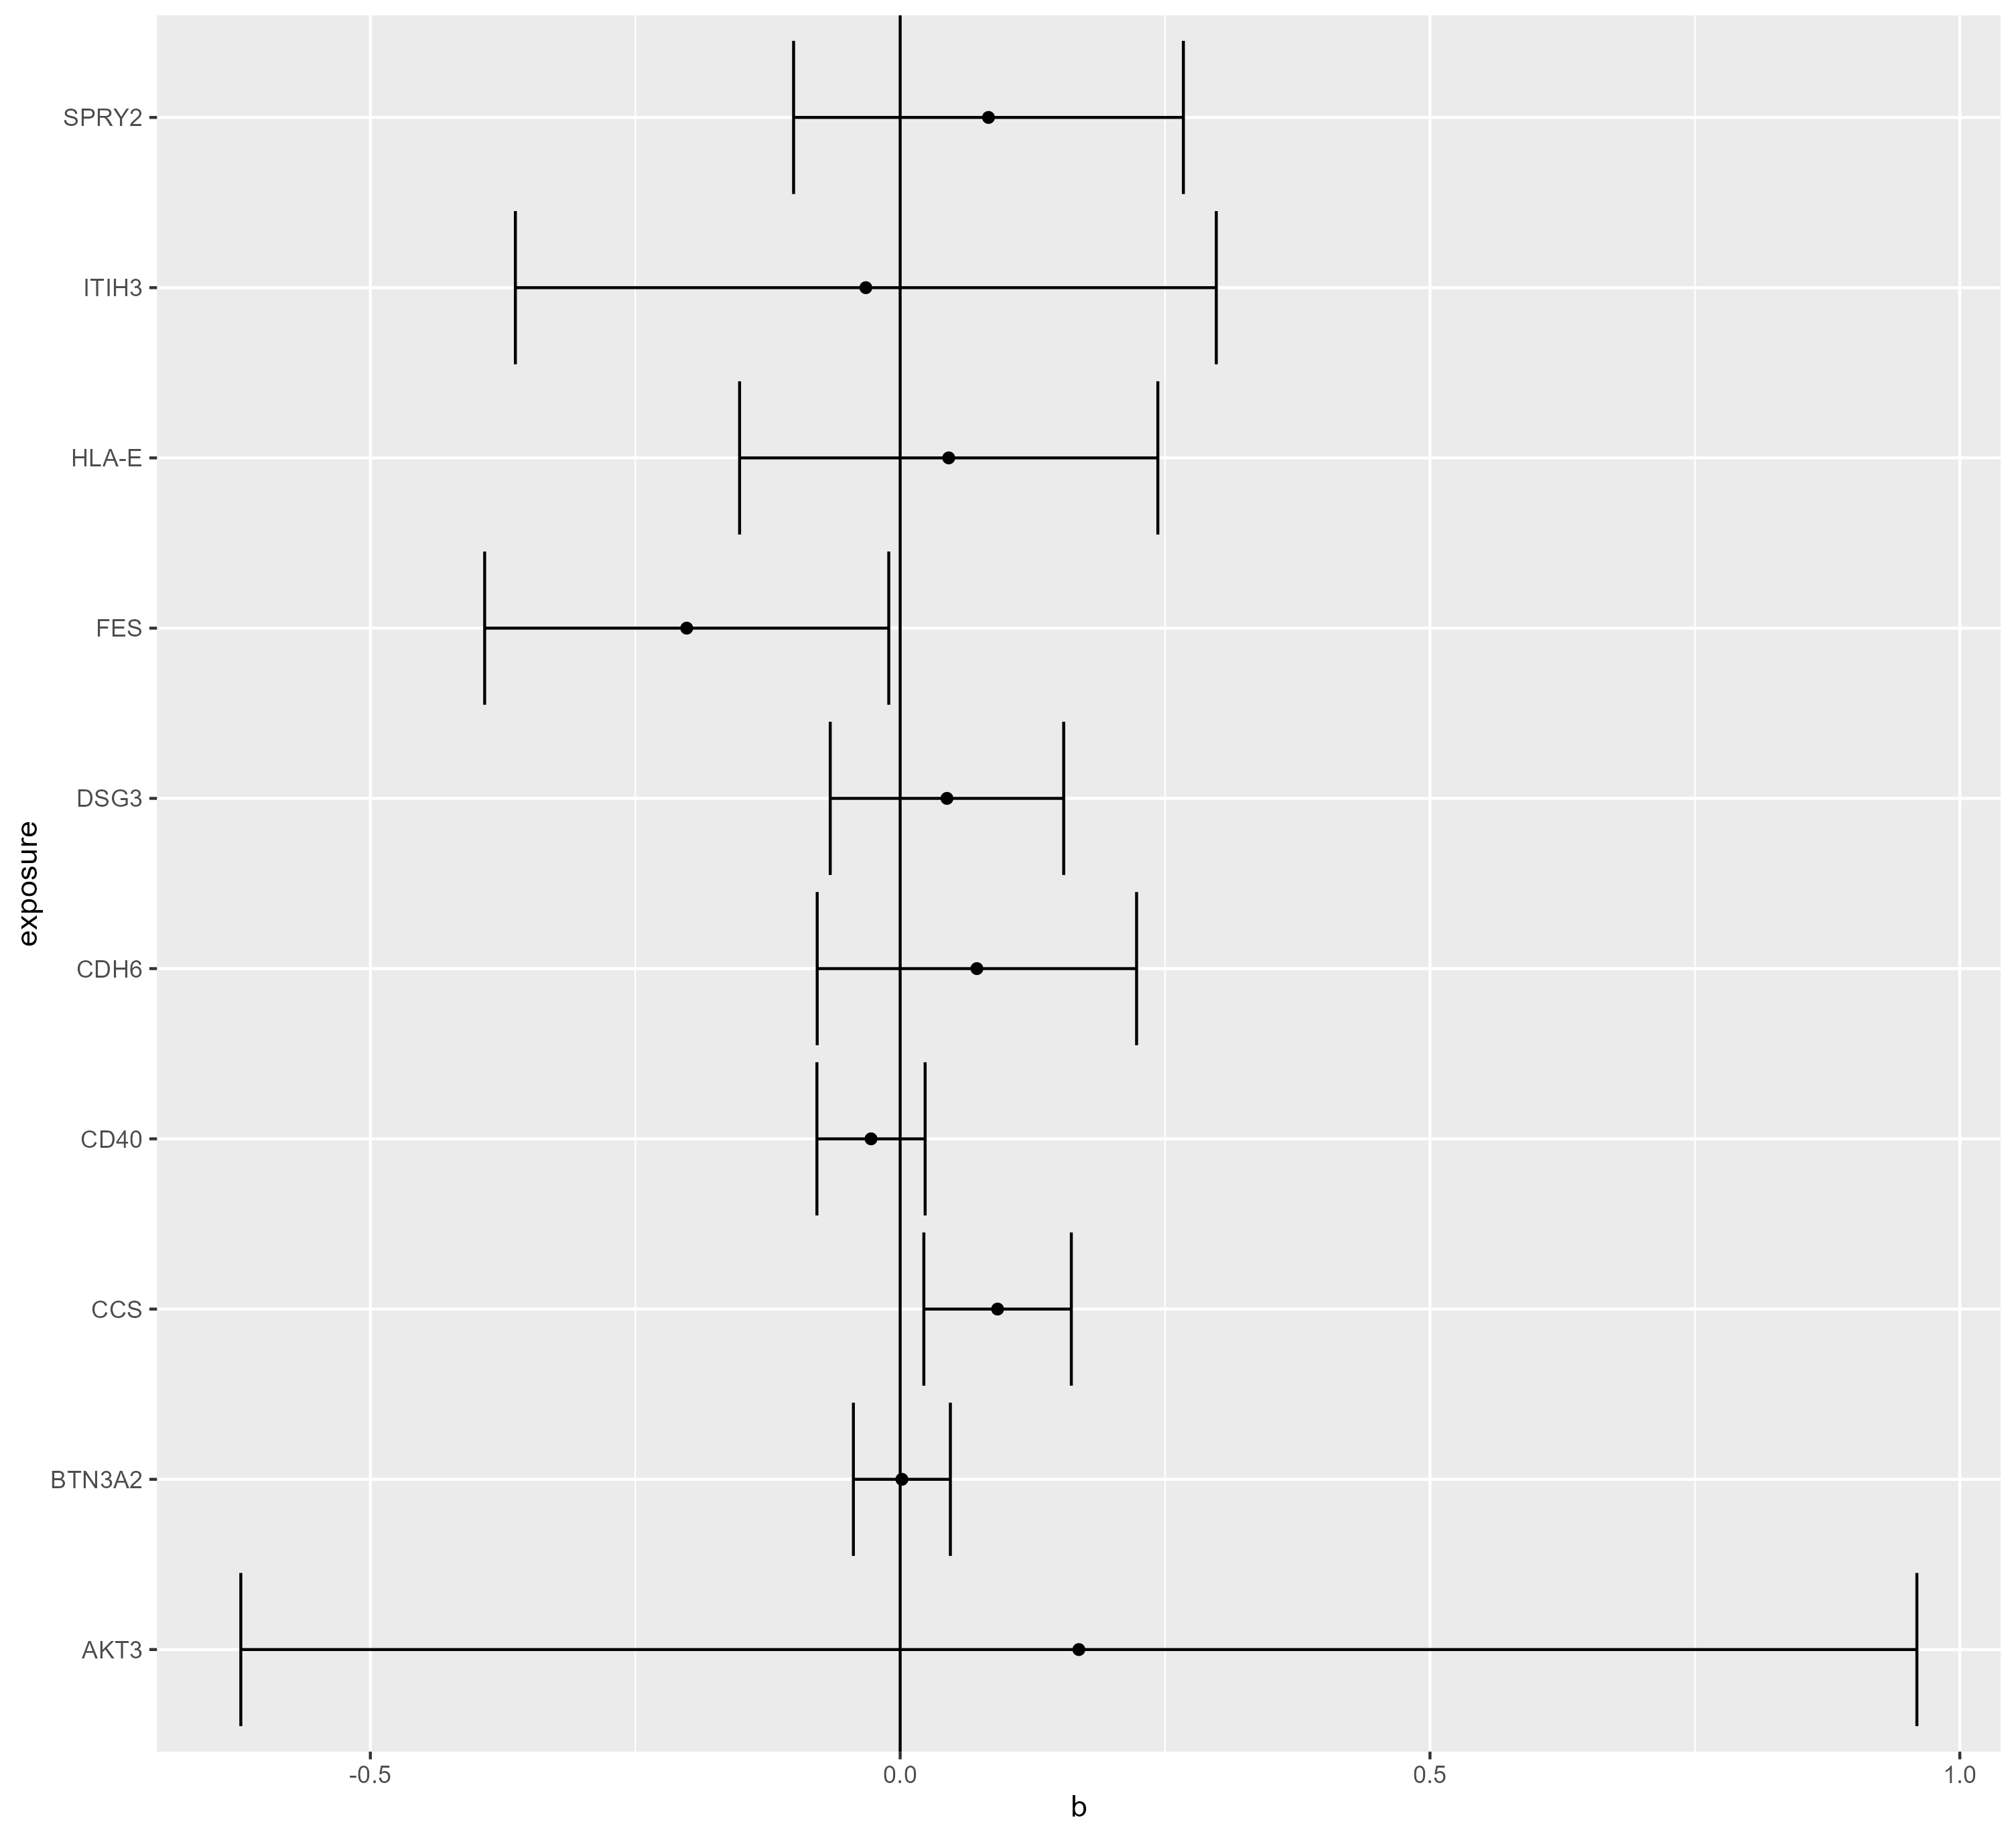 SPRY2
ITIH3
HLA-E
FES
DSG3
exposure
CDH6
CD40
CCS
BTN3A2
AKT3
-0.5 0.0 0.5 1.0
b